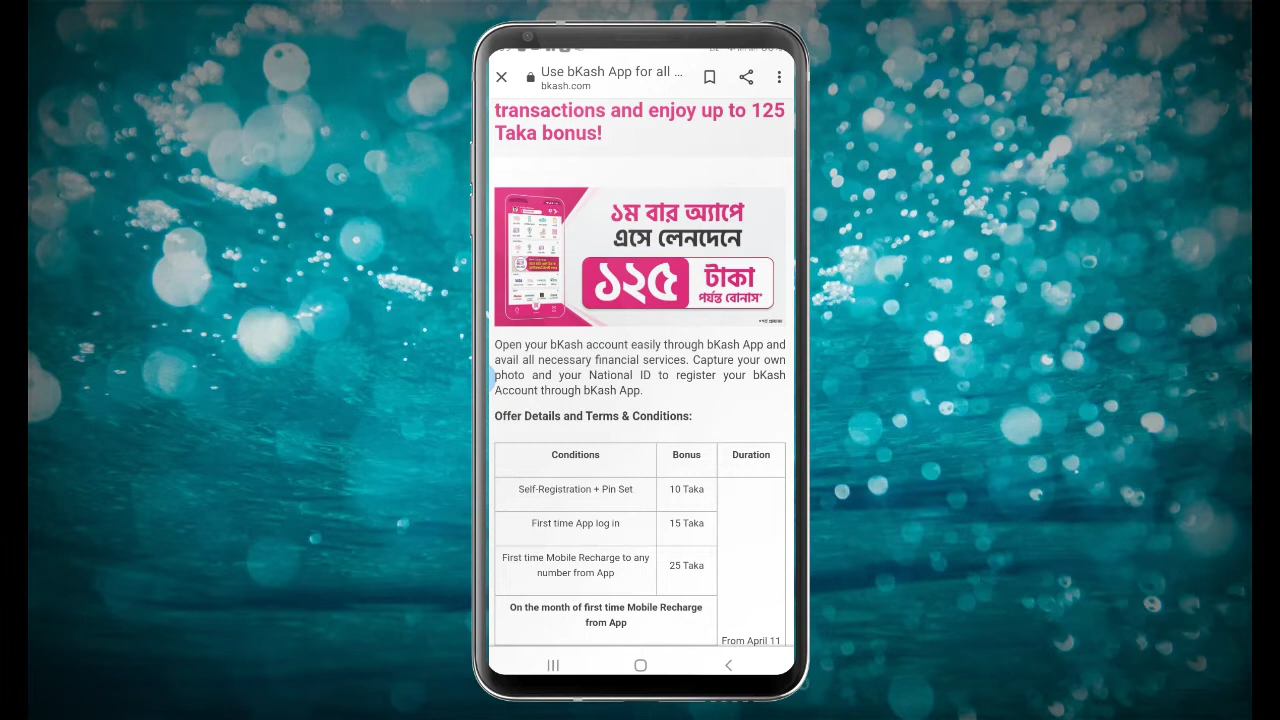 Use bKash App for all ...
bkash.com
transactions and enjoy up to 125
Taka bonus!
১ম বার অ্যাপে
এসে লেনদেনে
১২৫ টাকা
পর্যন্ত বোনাস*
Open your bKash account easily through bKash App and
avail all necessary financial services. Capture your own
photo and your National ID to register your bKash
Account through bKash App.
Offer Details and Terms & Conditions:
Conditions Bonus Duration
Self-Registration + Pin Set 10 Taka
First time App log in 15 Taka
First time Mobile Recharge to any
number from App 25 Taka
On the month of first time Mobile Recharge
from App
From April 11